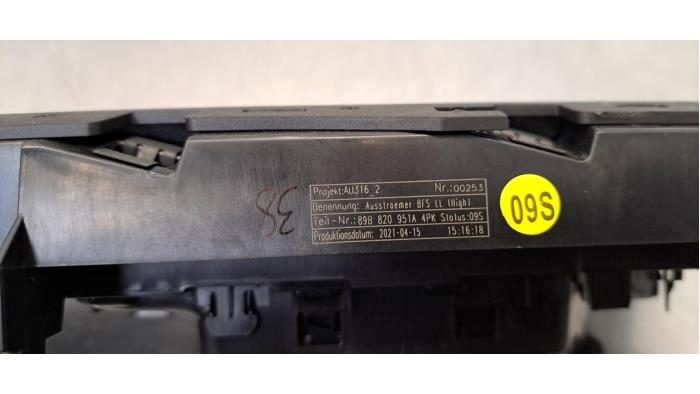 Projekt:AU316_2 Nr.:00253
Benennung: Ausstroemer BFS LL (High)
Teil-Nr.:89B 820 951A 4PK Status:09S
Produktionsdatum: 2021-04-15 15:16:18
09S
38